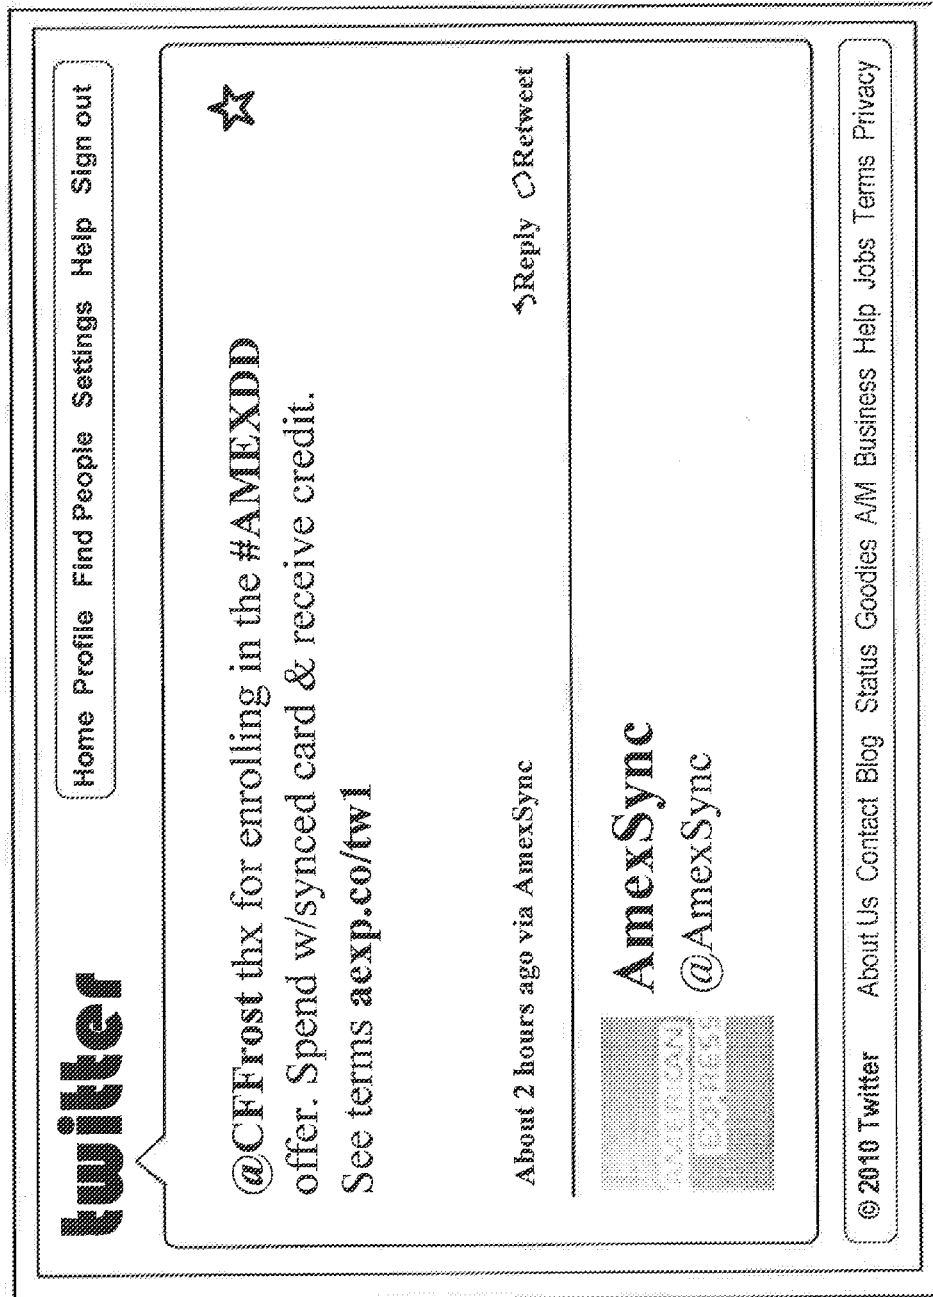 twitter
Home Profile Find People Settings Help Sign out
@CFFrost thx for enrolling in the #AMEXDD
offer. Spend w/synced card & receive credit.
See terms aexp.co/tw1
About 2 hours ago via AmexSync
Reply Retweet
AMERICAN
EXPRESS
AmexSync
@AmexSync
© 2010 Twitter About Us Contact Blog Status Goodies A/M Business Help Jobs Terms Privacy